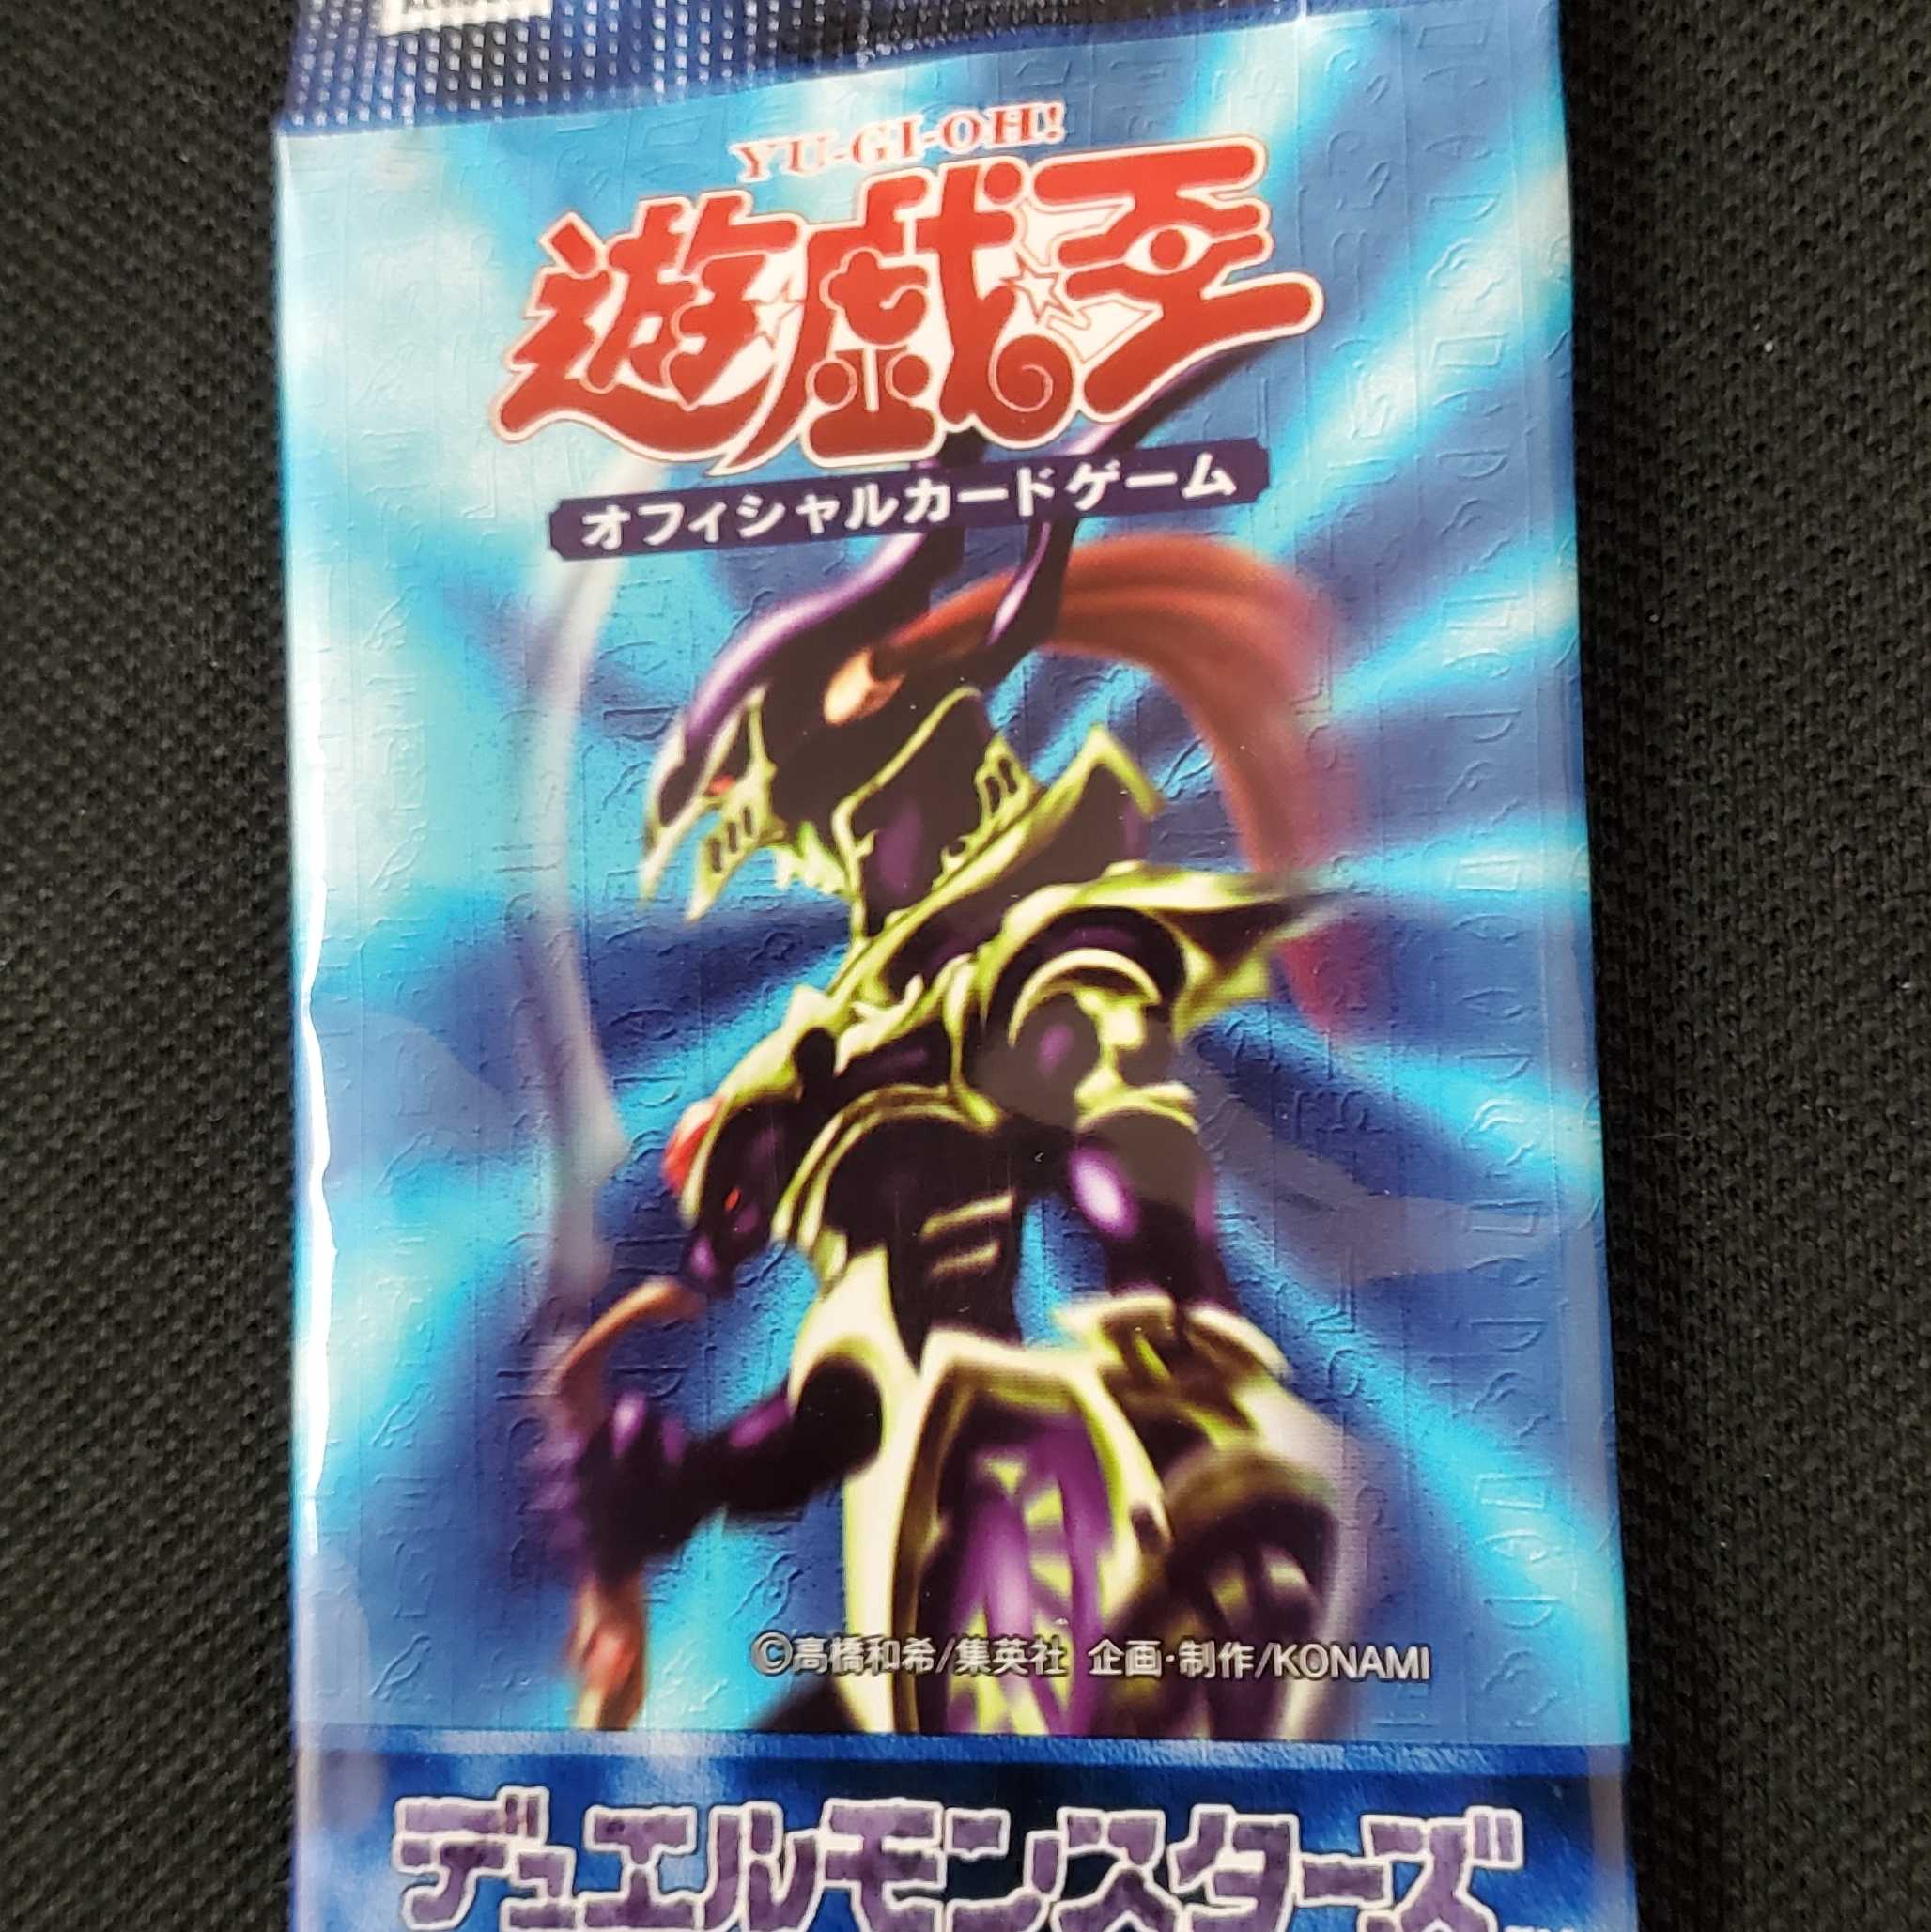 YU-GI-OH!
遊戯王
オフィシャルカードゲーム
©高橋和希/集英社 企画・制作/KONAMI
デュエルモンスターズ